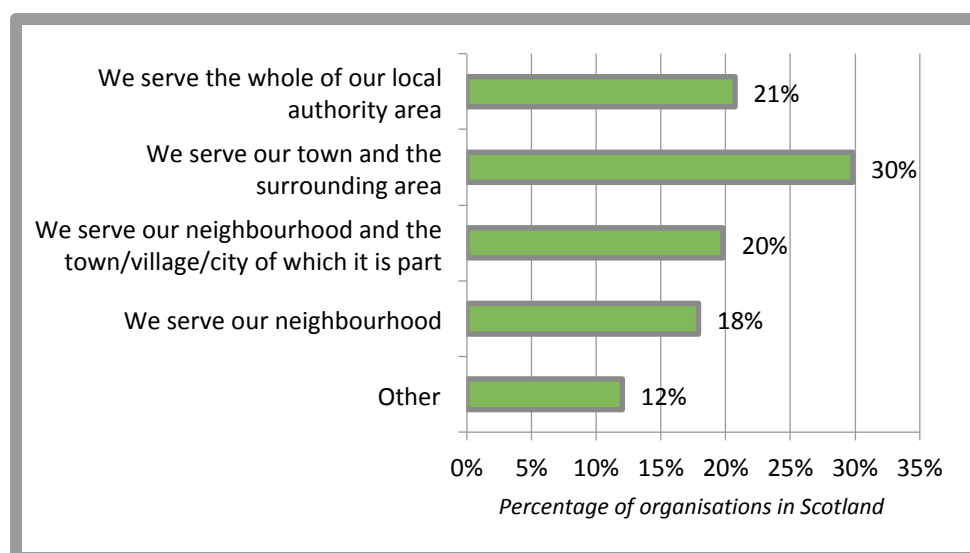 We serve the whole of our local
authority area
21%
We serve our town and the
surrounding area
30%
We serve our neighbourhood and the
town/village/city of which it is part
20%
We serve our neighbourhood
18%
Other
12%
0% 5% 10% 15% 20% 25% 30% 35%
Percentage of organisations in Scotland